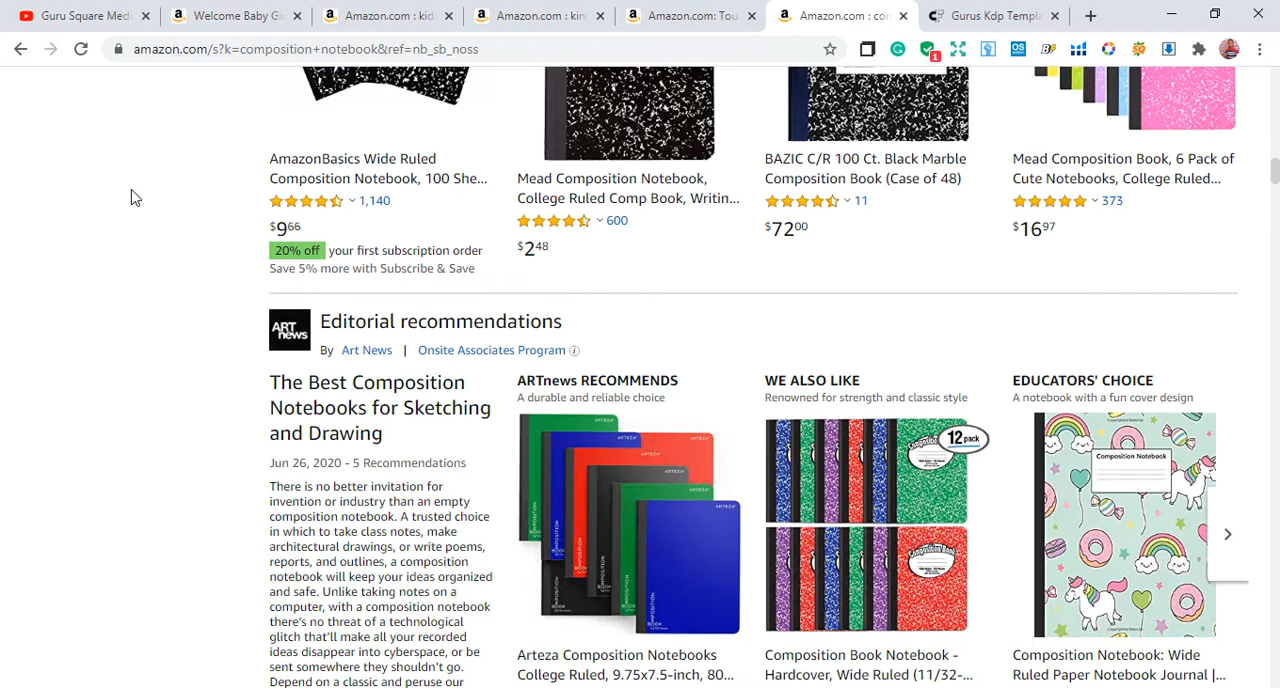 Guru Square Med
Welcome Baby Gi
Amazon.com : kid
Amazon.com : kin
Amazon.com: Tou
Amazon.com : con
Gurus Kdp Templa
amazon.com/s?k=composition+notebook&ref=nb_sb_noss
1
AmazonBasics Wide Ruled
Composition Notebook, 100 She...
1,140
$9 66
20% off your first subscription order
Save 5% more with Subscribe & Save
Mead Composition Notebook,
College Ruled Comp Book, Writin...
600
$2 48
BAZIC C/R 100 Ct. Black Marble
Composition Book (Case of 48)
11
$72 00
Mead Composition Book, 6 Pack of
Cute Notebooks, College Ruled...
373
$16 97
ART news
Editorial recommendations
By Art News | Onsite Associates Program
The Best Composition
Notebooks for Sketching
and Drawing
Jun 26, 2020 - 5 Recommendations
There is no better invitation for
invention or industry than an empty
composition notebook. A trusted choice
in which to take class notes, make
architectural drawings, or write poems,
reports, and outlines, a composition
notebook will keep your ideas organized
and safe. Unlike taking notes on a
computer, with a composition notebook
there's no threat of a technological
glitch that'll make all your recorded
ideas disappear into cyberspace, or be
sent somewhere they shouldn't go.
Depend on a classic and peruse our
ARTnews RECOMMENDS
A durable and reliable choice
ARTEZA
COMPOSITION BOOK
Arteza Composition Notebooks
College Ruled, 9.75x7.5-inch, 80...
WE ALSO LIKE
Renowned for strength and classic style
12 pack
Composition Book
Composition Book Notebook -
Hardcover, Wide Ruled (11/32-...
EDUCATORS' CHOICE
A notebook with a fun cover design
Composition Notebook
Composition Notebook: Wide
Ruled Paper Notebook Journal |...